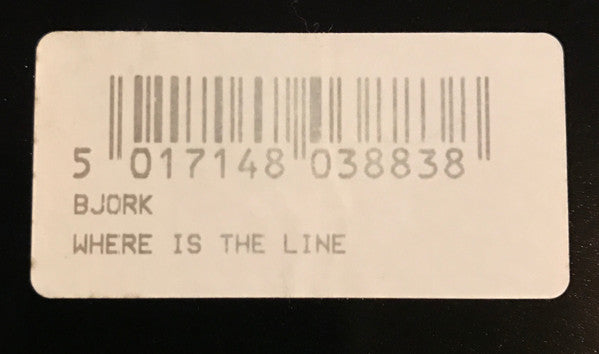 5 017148 038838
BJORK
WHERE IS THE LINE